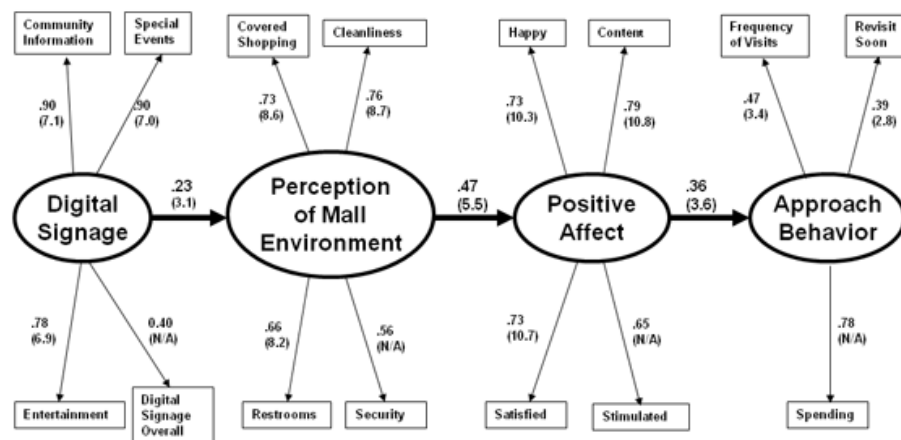 Community
Information
Special
Events
Covered
Shopping
Cleanliness
Happy
Content
Frequency
of Visits
Revisit
Soon
.90
(7.1)
.90
(7.0)
.73
(8.6)
.76
(8.7)
.73
(10.3)
.79
(10.8)
.47
(3.4)
.39
(2.8)
Digital
Signage
.23
(3.1)
Perception
of Mall
Environment
.47
(5.5)
Positive
Affect
.36
(3.6)
Approach
Behavior
.78
(6.9)
0.40
(N/A)
.66
(8.2)
.56
(N/A)
.73
(10.7)
.65
(N/A)
.78
(N/A)
Entertainment
Digital
Signage
Overall
Restrooms
Security
Satisfied
Stimulated
Spending